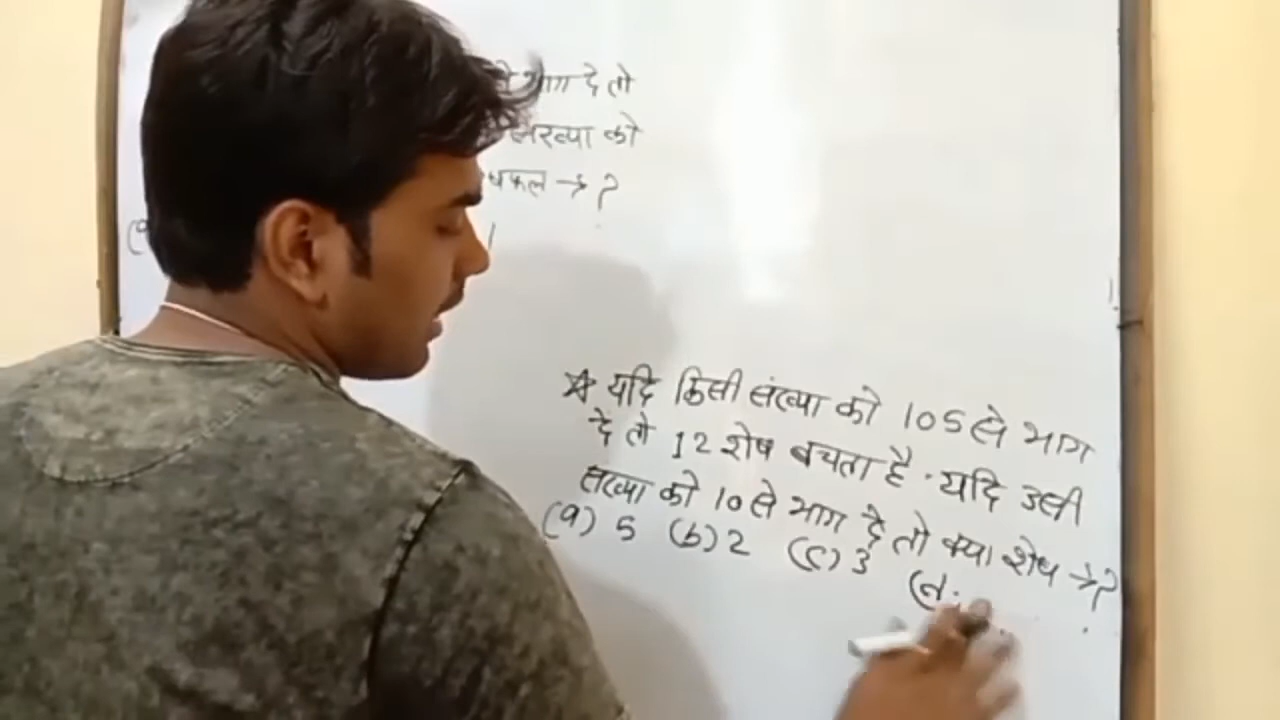 भाग दे तो
संख्या को
फल → ?
☆ यदि किसी संख्या को 105 से भाग
दे तो 12 शेष बचता है · यदि उसी
संख्या को 10 से भाग दे तो क्या शेष → ?
(a) 5 (b) 2 (c) 3 (d